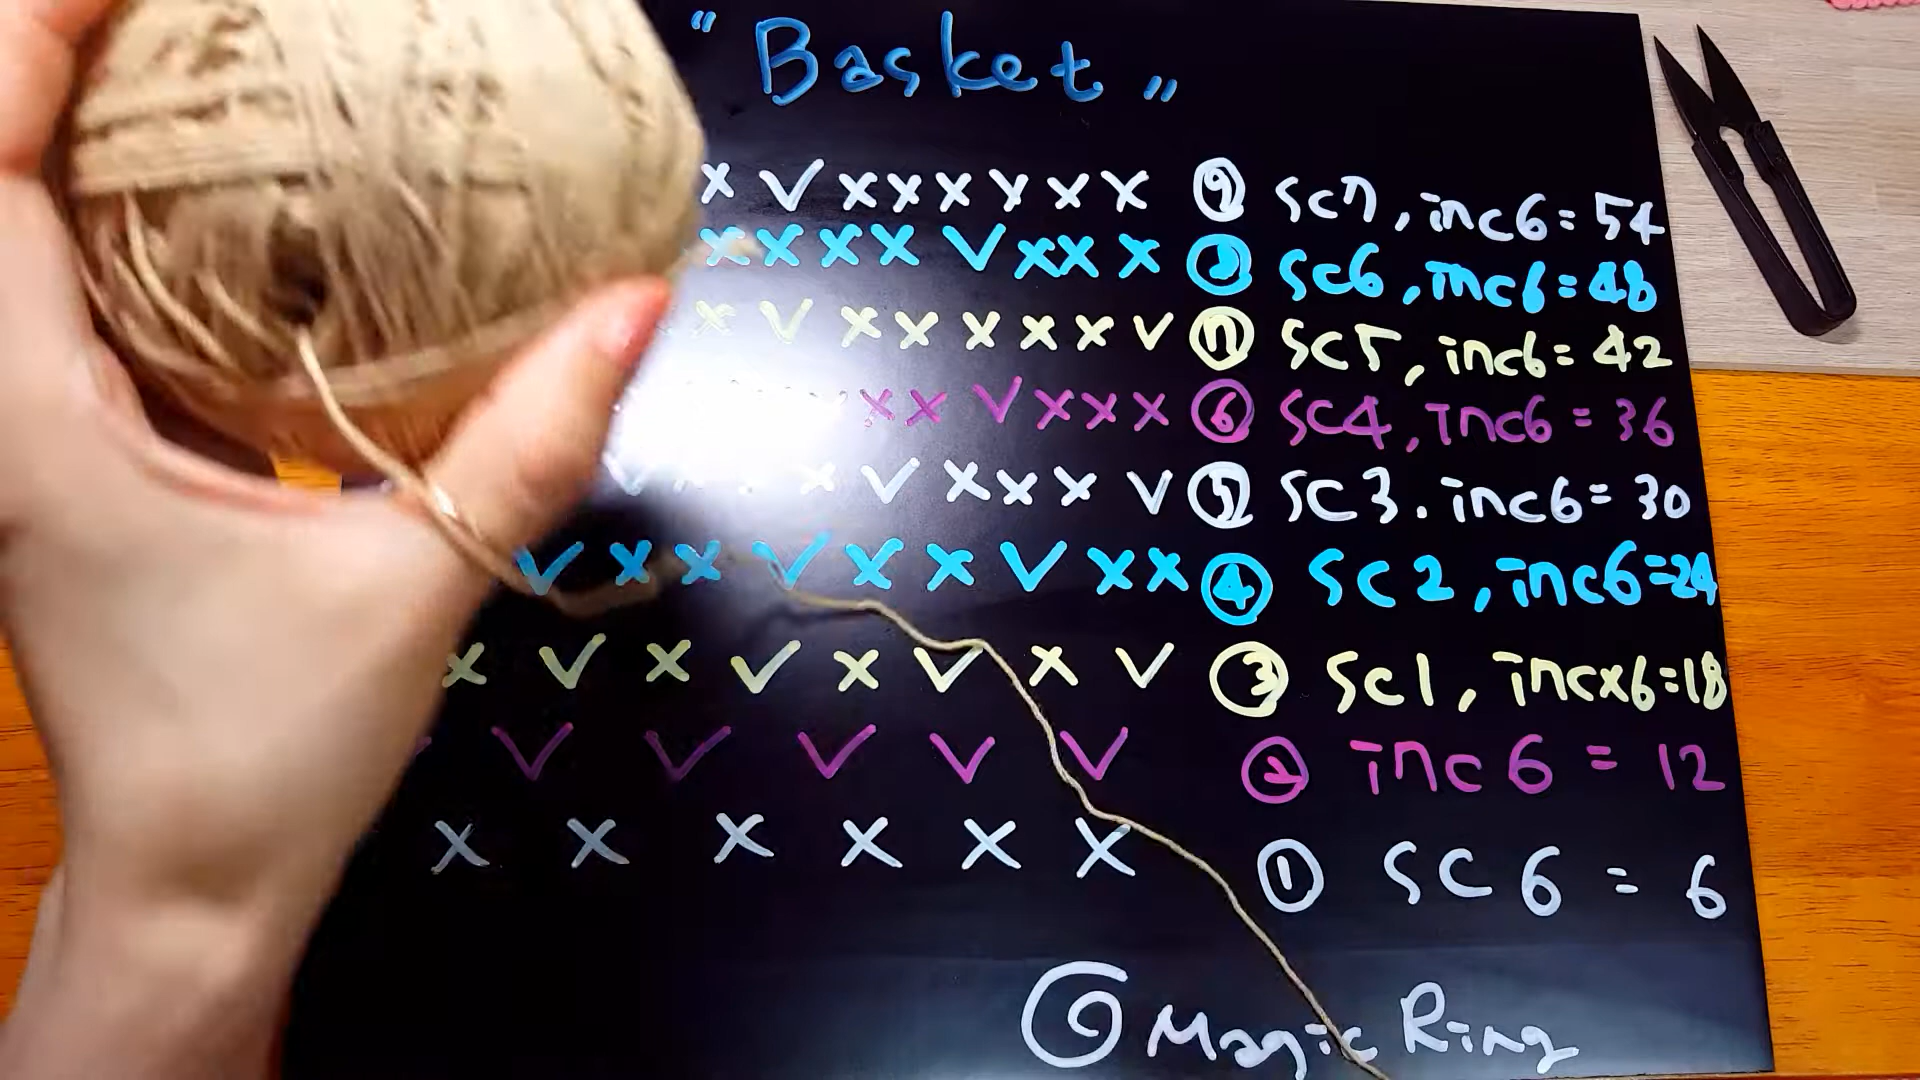 "Basket"
x V x x x x x x ⑨ sc7, inc6 = 54
x x x x V x x x ⑧ sc6, inc6 = 48
x V x x x x x V ⑦ sc5, inc6 = 42
x x V x x x ⑥ sc4, inc6 = 36
x V x x x V ⑤ sc3. inc6 = 30
V x x V x x V x x ④ sc2, inc6=24
x V x V x V x V ③ sc1, incx6=18
V V V V V ② inc6 = 12
x x x x x x ① sc6 = 6
Magic Ring